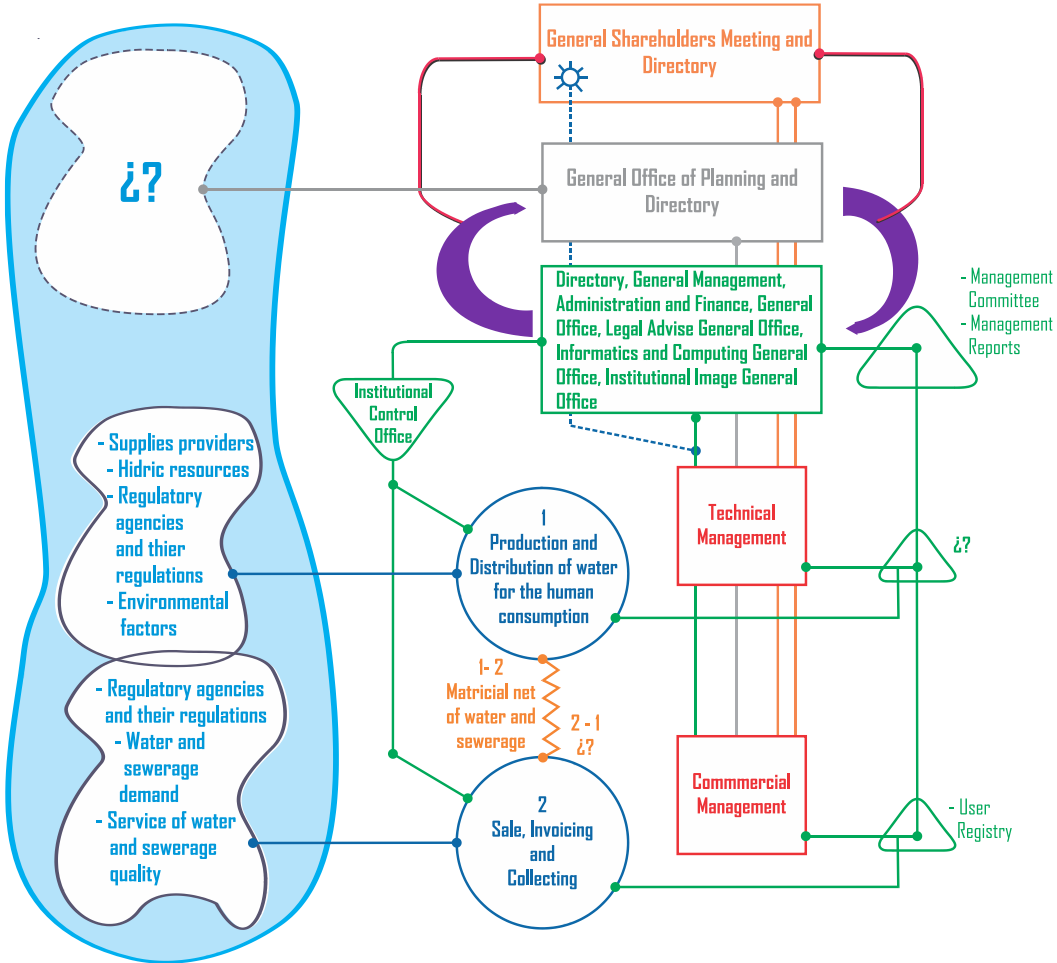 General Shareholders Meeting and
Directory
¿?
General Office of Planning and
Directory
Directory, General Management,
Administration and Finance, General
Office, Legal Advise General Office,
Informatics and Computing General
Office, Institutional Image General
Office
- Management
Committee
- Management
Reports
Institutional
Control
Office
- Supplies providers
- Hidric resources
- Regulatory
agencies
and thier
regulations
- Environmental
factors
1
Production and
Distribution of water
for the human
consumption
Technical
Management
¿?
1- 2
Matricial net
of water and
sewerage
2 - 1
¿?
- Regulatory agencies
and their regulations
- Water and
sewerage
demand
- Service of water
and sewerage
quality
2
Sale, Invoicing
and
Collecting
Commmercial
Management
- User
Registry